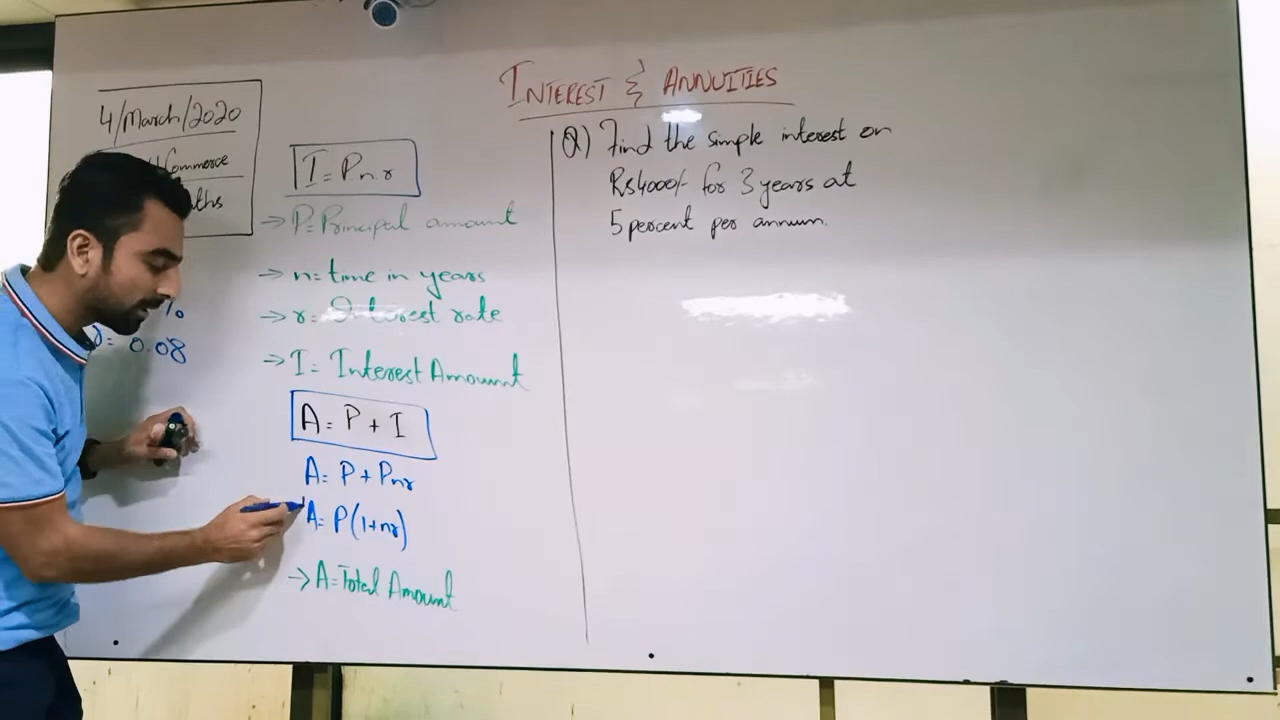 INTEREST & ANNUITIES
4/March/2020
Commerce
I = Pnr
→ P=Principal amount
→ n= time in years
→ r= Interest rate
→ I= Interest Amount
A= P + I
A= P + Pnr
A= P(1+nr)
→ A=Total Amount
%
= 0.08
Q) Find the simple interest on
Rs4000/- for 3 years at
5 percent per annum.